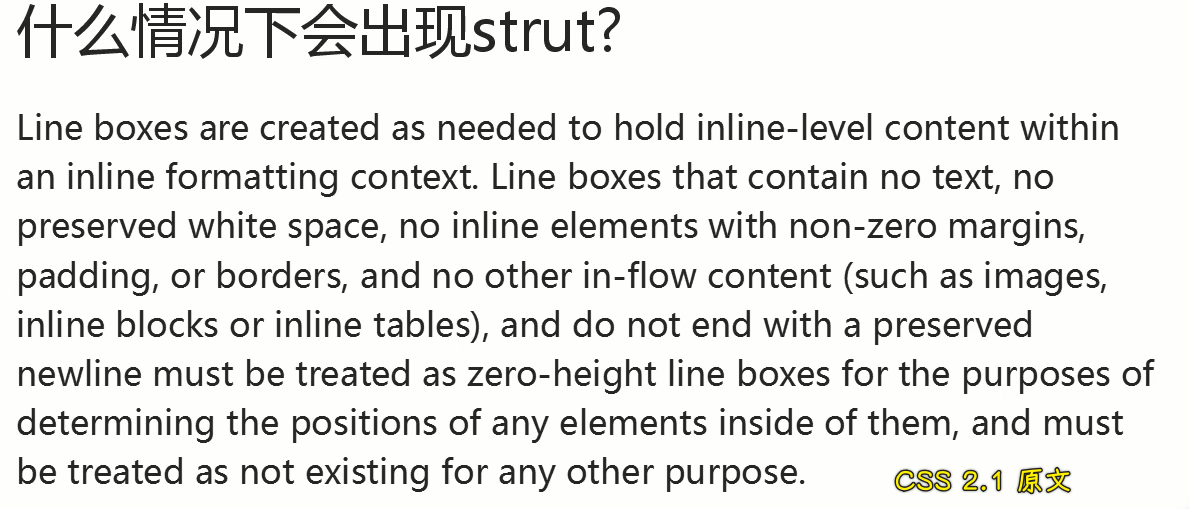 什么情况下会出现strut?
Line boxes are created as needed to hold inline-level content within
an inline formatting context. Line boxes that contain no text, no
preserved white space, no inline elements with non-zero margins,
padding, or borders, and no other in-flow content (such as images,
inline blocks or inline tables), and do not end with a preserved
newline must be treated as zero-height line boxes for the purposes of
determining the positions of any elements inside of them, and must
be treated as not existing for any other purpose.
CSS 2.1 原文